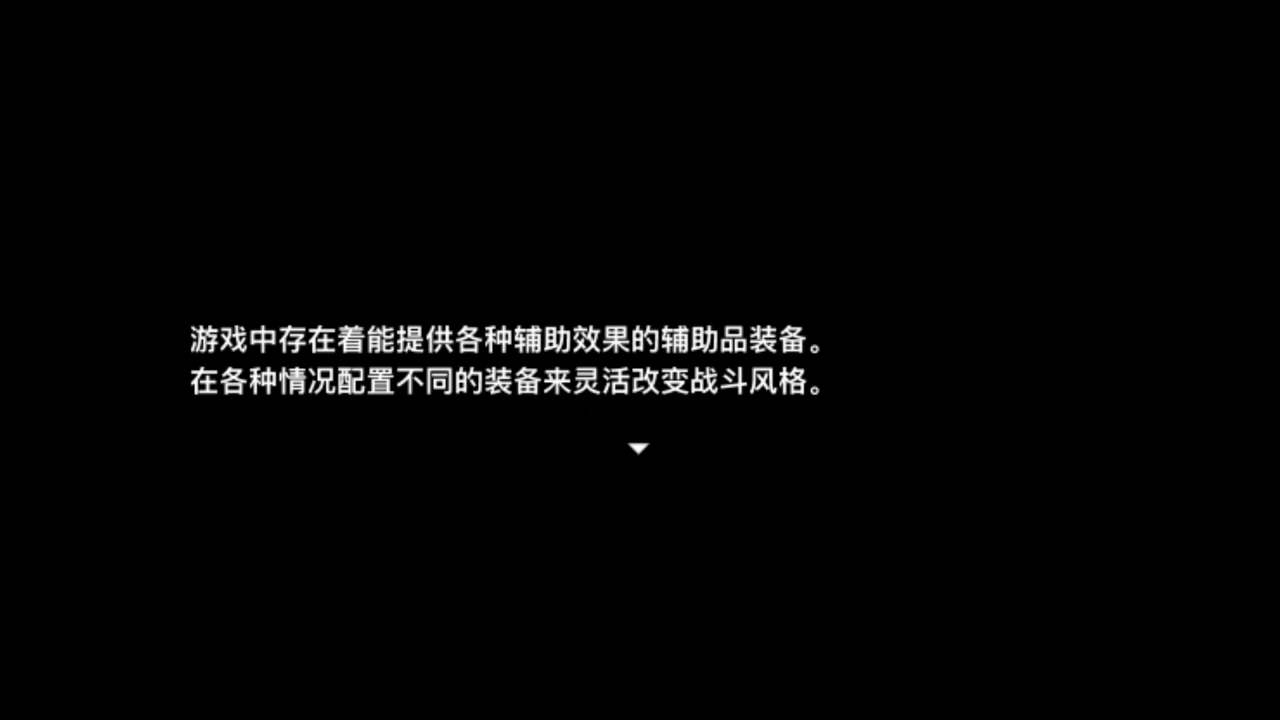 游戏中存在着能提供各种辅助效果的辅助品装备。
在各种情况配置不同的装备来灵活改变战斗风格。